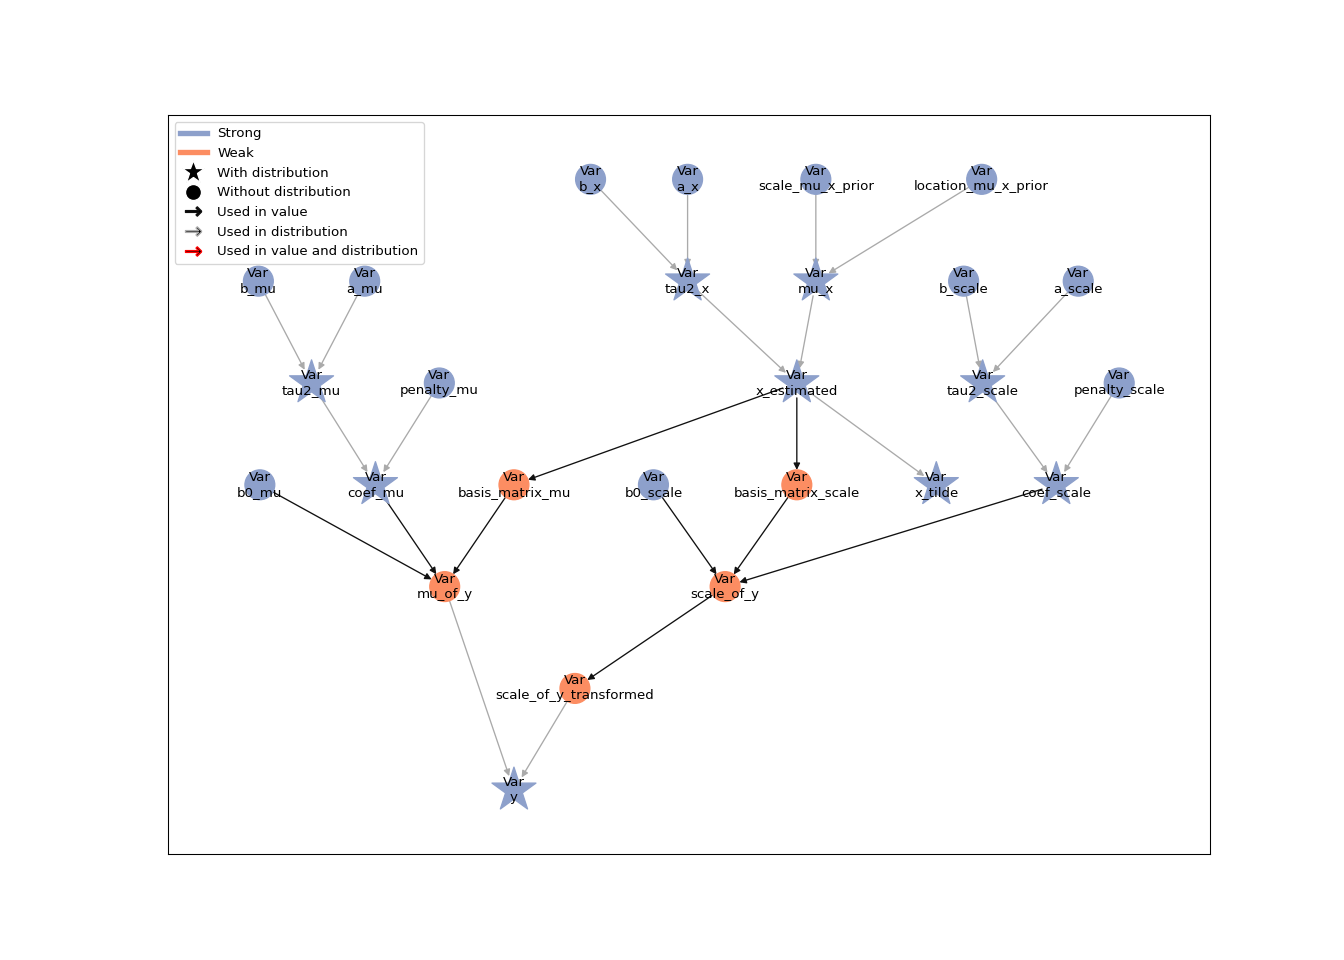 Strong
Weak
With distribution
Without distribution
Used in value
Used in distribution
Used in value and distribution
Var
b_x
Var
a_x
Var
scale_mu_x_prior
Var
location_mu_x_prior
Var
b_mu
Var
a_mu
Var
tau2_x
Var
mu_x
Var
b_scale
Var
a_scale
Var
tau2_mu
Var
penalty_mu
Var
x_estimated
Var
tau2_scale
Var
penalty_scale
Var
b0_mu
Var
coef_mu
Var
basis_matrix_mu
Var
b0_scale
Var
basis_matrix_scale
Var
x_tilde
Var
coef_scale
Var
mu_of_y
Var
scale_of_y
Var
scale_of_y_transformed
Var
y